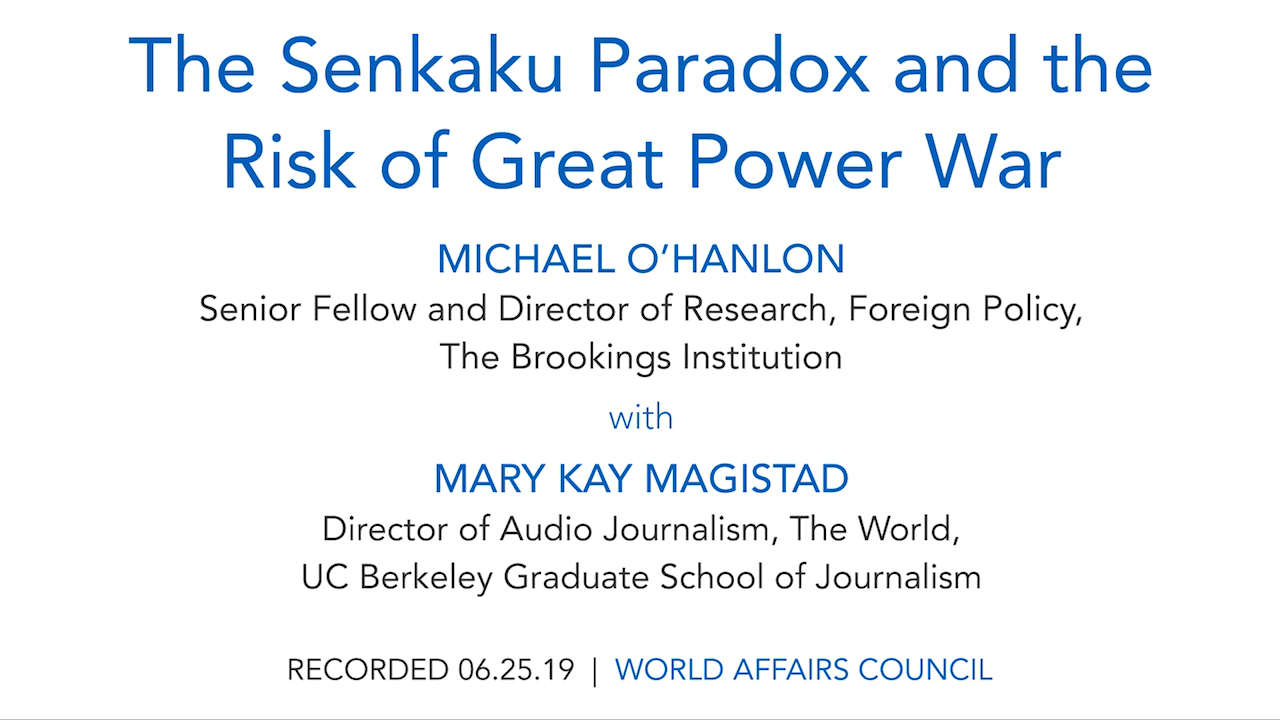 The Senkaku Paradox and the
Risk of Great Power War
MICHAEL O’HANLON
Senior Fellow and Director of Research, Foreign Policy,
The Brookings Institution
with
MARY KAY MAGISTAD
Director of Audio Journalism, The World,
UC Berkeley Graduate School of Journalism
RECORDED 06.25.19 | WORLD AFFAIRS COUNCIL